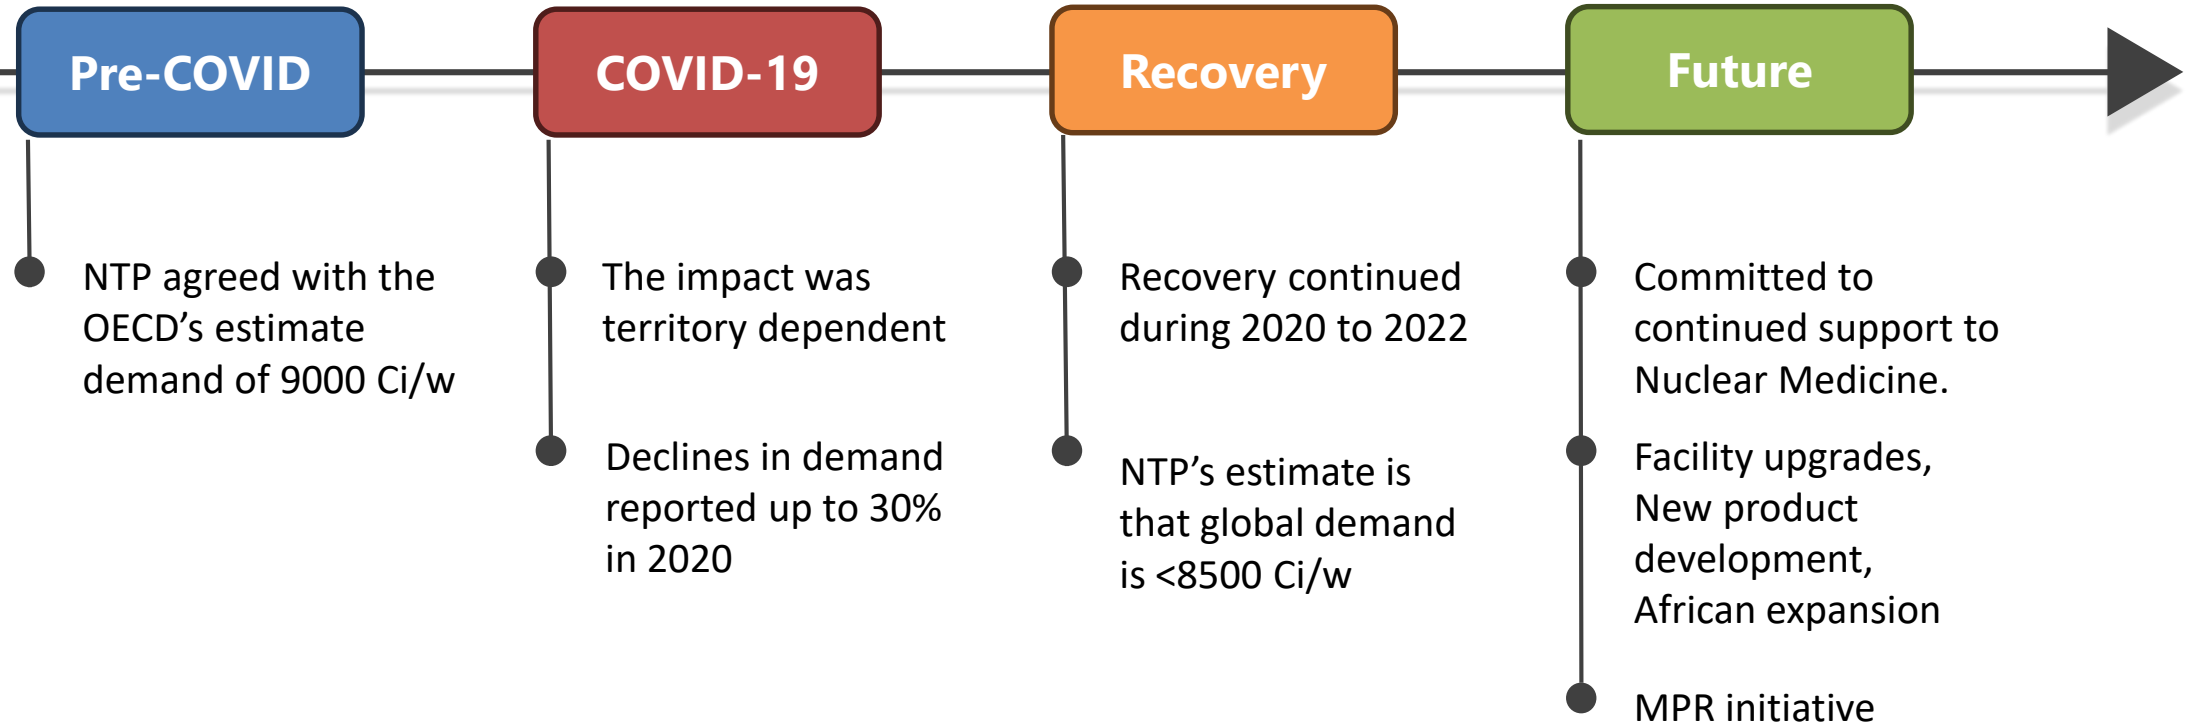 Pre-COVID
COVID-19
Recovery
Future
NTP agreed with the
OECD’s estimate
demand of 9000 Ci/w
The impact was
territory dependent
Declines in demand
reported up to 30%
in 2020
Recovery continued
during 2020 to 2022
NTP’s estimate is
that global demand
is <8500 Ci/w
Committed to
continued support to
Nuclear Medicine.
Facility upgrades,
New product
development,
African expansion
MPR initiative